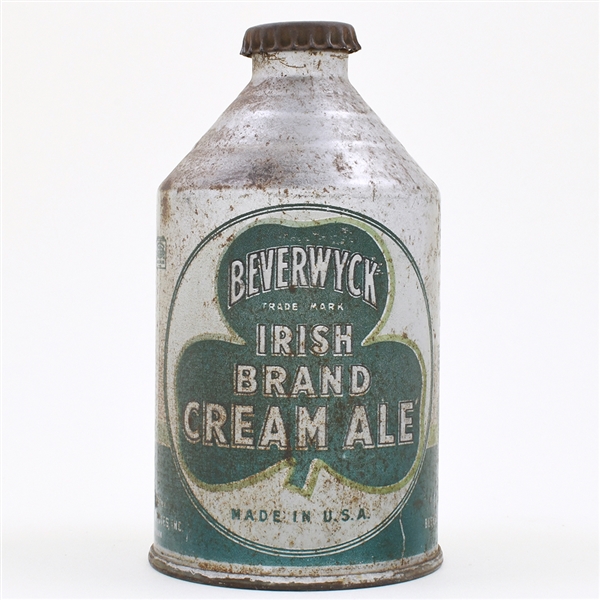 BEVERWYCK
TRADE MARK
IRISH
BRAND
CREAM ALE
MADE IN U.S.A.